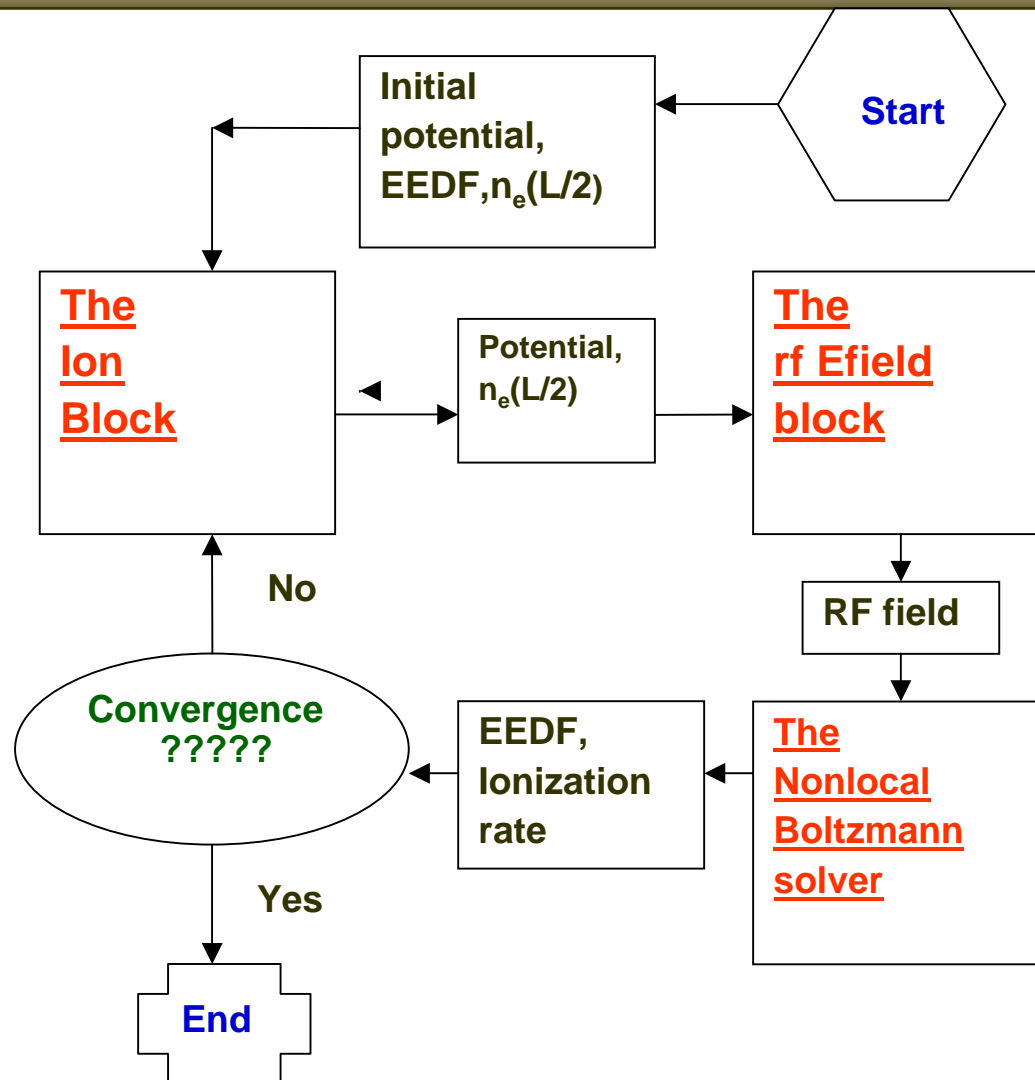 Start
Initial
potential,
EEDF,nₑ(L/2)
The
Ion
Block
Potential,
nₑ(L/2)
The
rf Efield
block
RF field
The
Nonlocal
Boltzmann
solver
EEDF,
Ionization
rate
Convergence
?????
No
Yes
End